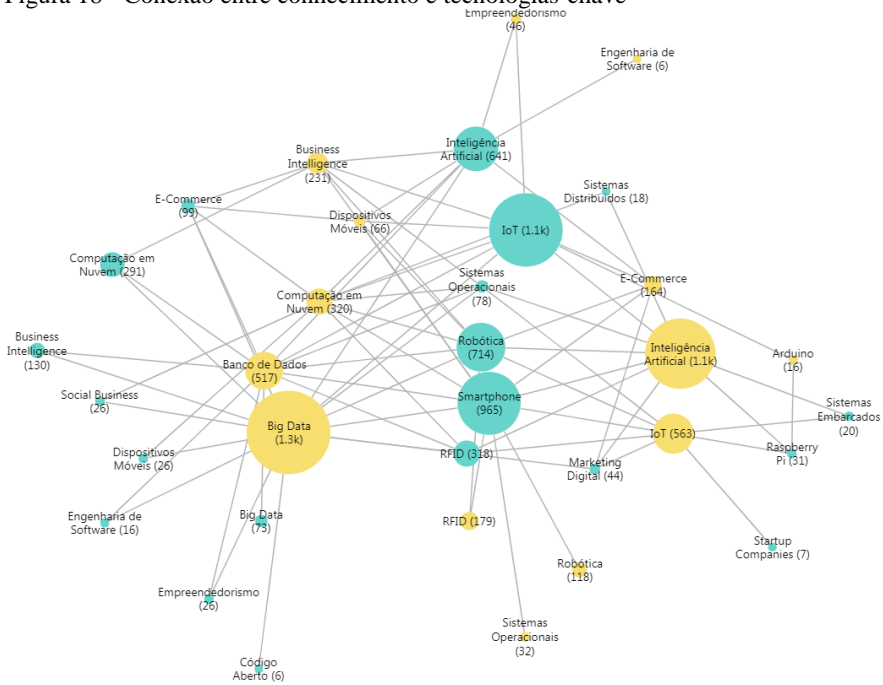 Figura 18 - Conexão entre conhecimento e tecnologias-chave
Empreendedorismo
(46)
Engenharia de
Software (6)
Inteligência
Artificial (641)
Business
Intelligence
(231)
Sistemas
Distribuídos (18)
E-Commerce
(99)
Dispositivos
Móveis (66)
IoT (1.1k)
Computação em
Nuvem (291)
Sistemas
Operacionais
(78)
E-Commerce
(164)
Computação em
Nuvem (320)
Business
Intelligence
(130)
Robótica
(714)
Inteligência
Artificial (1.1k)
Arduino
(16)
Banco de Dados
(517)
Social Business
(26)
Smartphone
(965)
Sistemas
Embarcados
(20)
Big Data
(1.3k)
IoT (563)
Dispositivos
Móveis (26)
RFID (318)
Marketing
Digital (44)
Raspberry
Pi (31)
Engenharia de
Software (16)
Big Data
(73)
RFID (179)
Startup
Companies (7)
Robótica
(118)
Empreendedorismo
(26)
Sistemas
Operacionais
(32)
Código
Aberto (6)